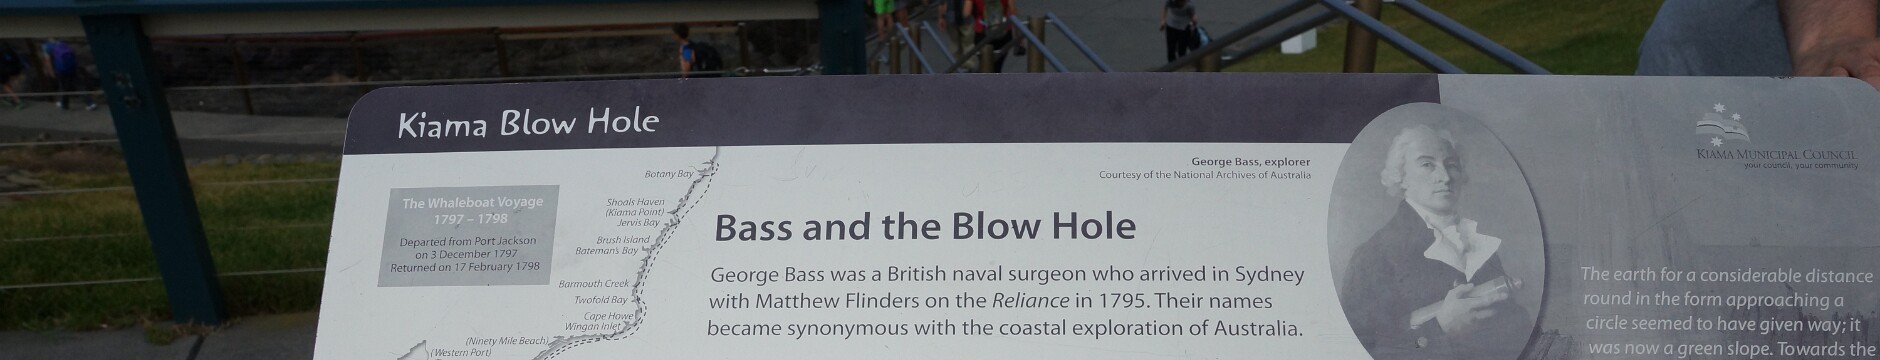 Kiama Blow Hole
The Whaleboat Voyage
1797 – 1798
Departed from Port Jackson
on 3 December 1797
Returned on 17 February 1798
Botany Bay
Shoals Haven
(Kiama Point)
Jervis Bay
Brush Island
Bateman's Bay
Barmouth Creek
Twofold Bay
Cape Howe
Wingan Inlet
(Ninety Mile Beach)
(Western Port)
George Bass, explorer
Courtesy of the National Archives of Australia
Bass and the Blow Hole
George Bass was a British naval surgeon who arrived in Sydney
with Matthew Flinders on the Reliance in 1795. Their names
became synonymous with the coastal exploration of Australia.
KIAMA MUNICIPAL COUNCIL
your council, your community
The earth for a considerable distance
round in the form approaching a
circle seemed to have given way; it
was now a green slope. Towards the